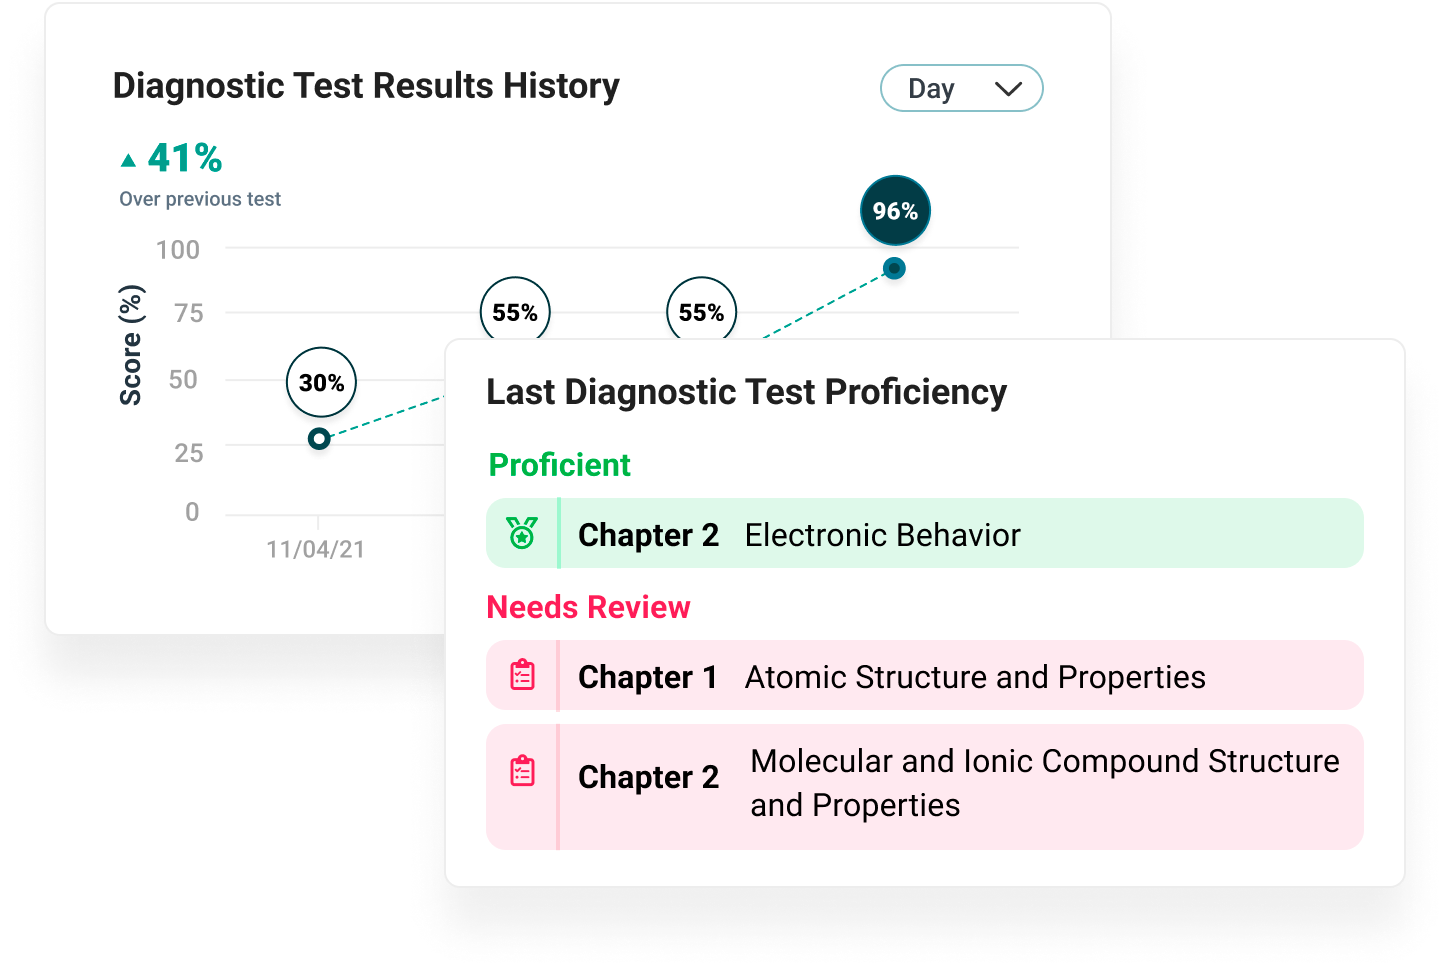 Diagnostic Test Results History
Day
▲ 41%
Over previous test
96%
100
55%
55%
75
Score (%)
50
30%
25
0
11/04/21
Last Diagnostic Test Proficiency
Proficient
Chapter 2 Electronic Behavior
Needs Review
Chapter 1 Atomic Structure and Properties
Chapter 2 Molecular and Ionic Compound Structure
and Properties